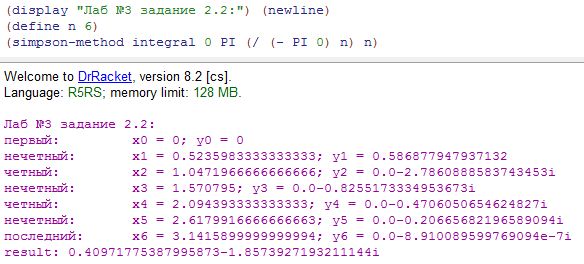 (display "Лаб №3 задание 2.2:") (newline)
(define n 6)
(simpson-method integral 0 PI (/ (- PI 0) n) n)
Welcome to DrRacket, version 8.2 [cs].
Language: R5RS; memory limit: 128 MB.
Лаб №3 задание 2.2:
первый: x0 = 0; y0 = 0
нечетный: x1 = 0.5235983333333333; y1 = 0.586877947937132
четный: x2 = 1.0471966666666666; y2 = 0.0-2.7860888583743453i
нечетный: x3 = 1.570795; y3 = 0.0-0.8255173334953673i
четный: x4 = 2.094393333333333; y4 = 0.0-0.4706050654624827i
нечетный: x5 = 2.6179916666666663; y5 = 0.0-0.20665682196589094i
последний: x6 = 3.1415899999999994; y6 = 0.0-8.910089599769094e-7i
result: 0.40971775387995873-1.8573927193211144i